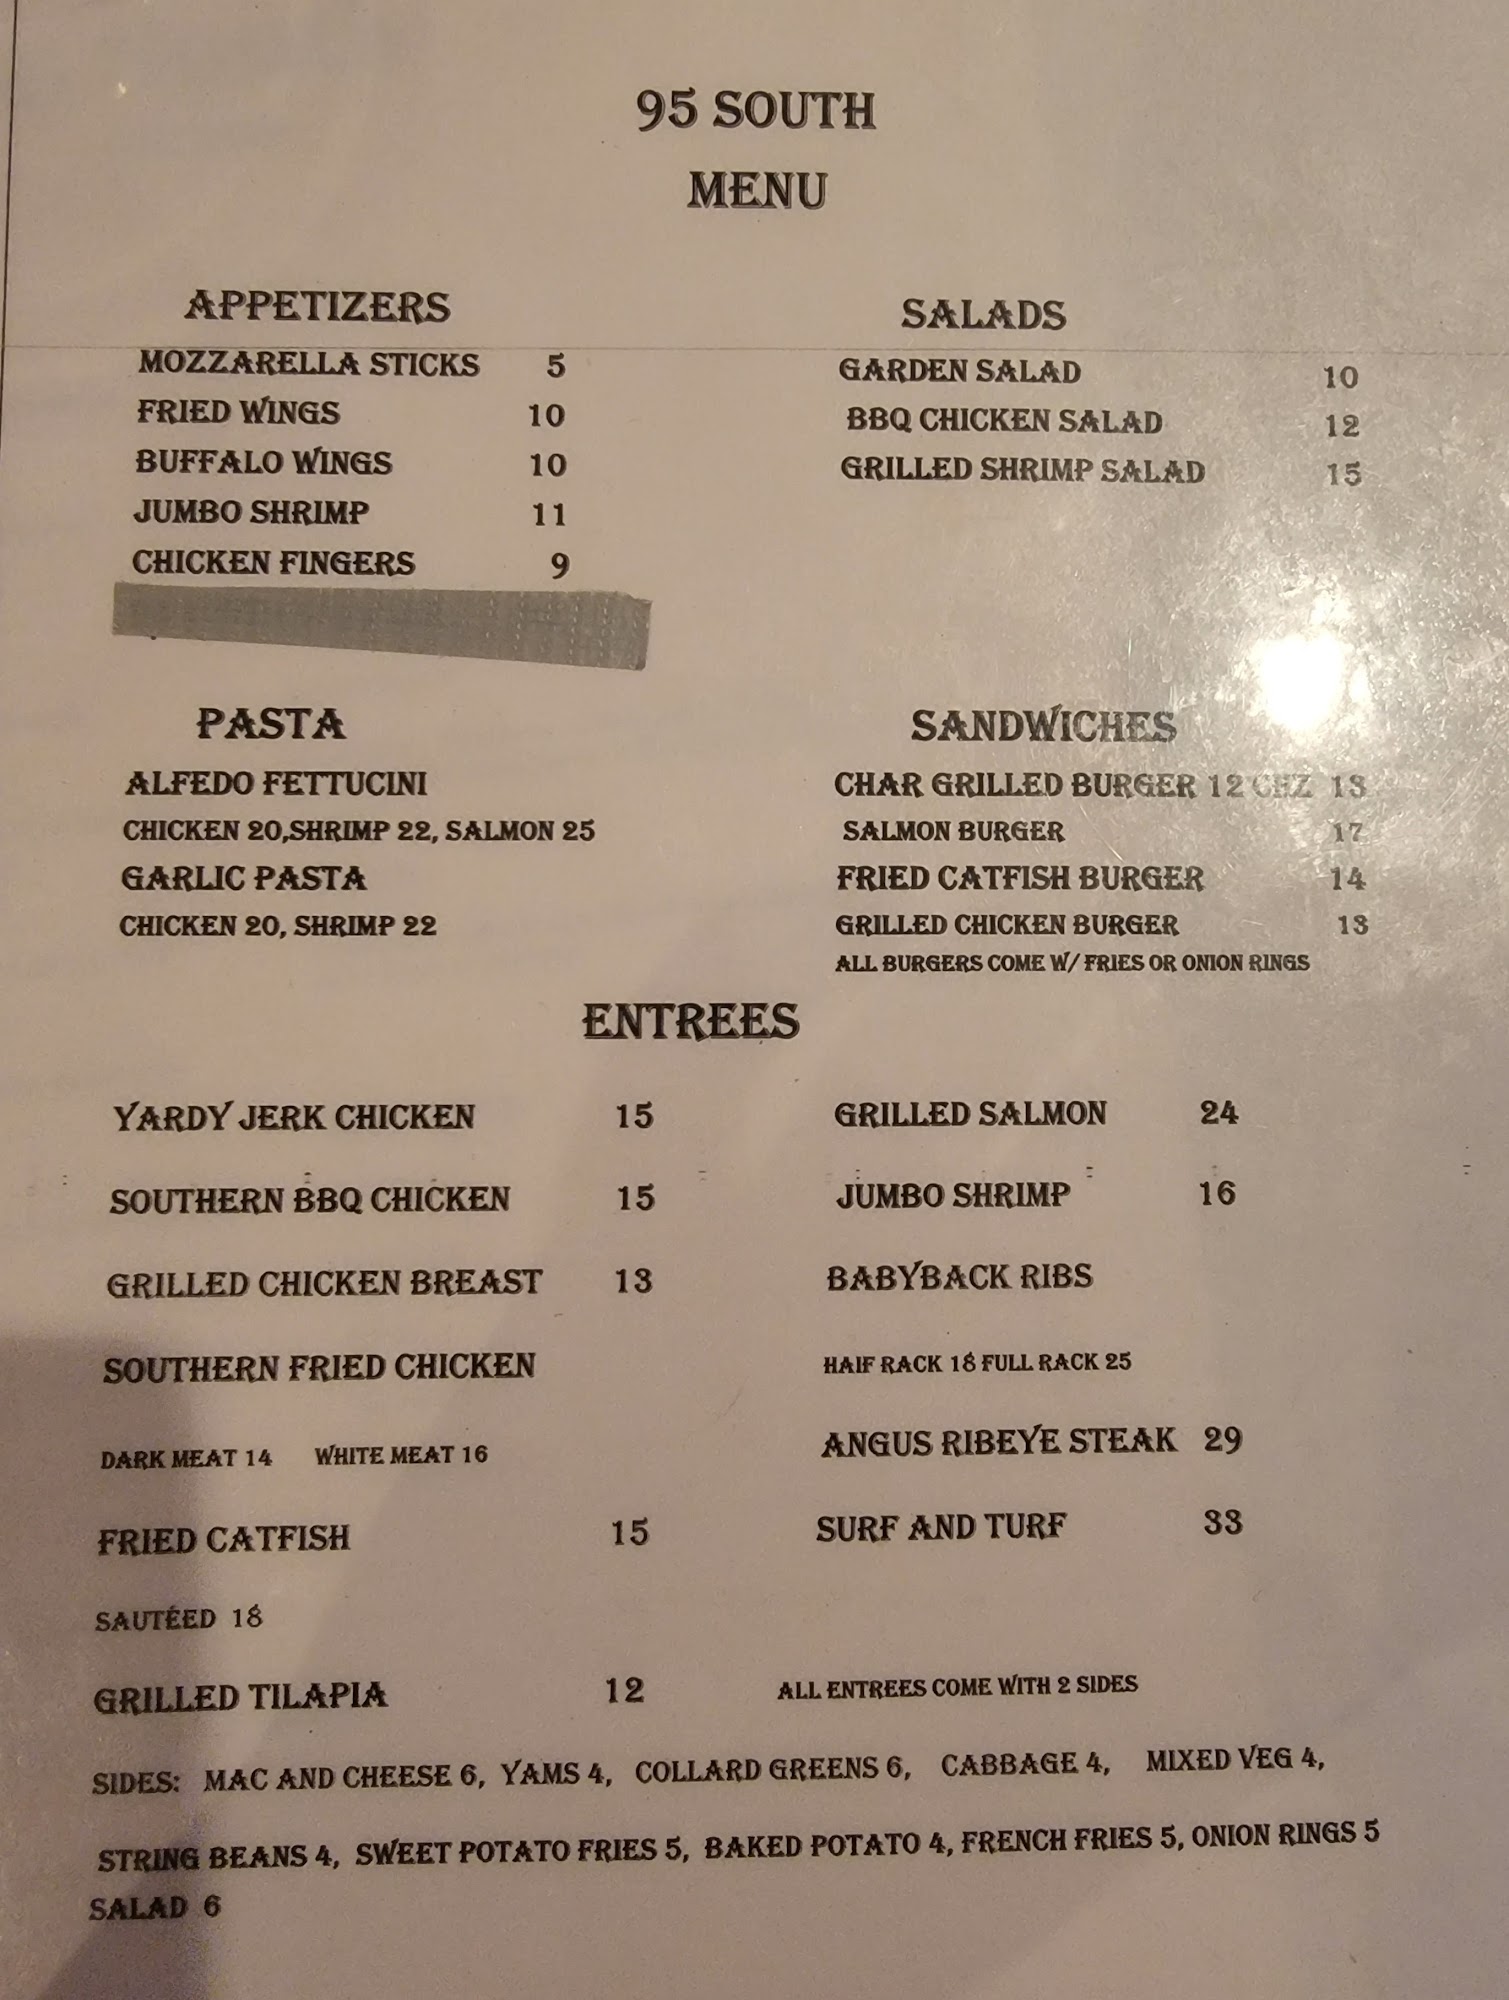 95 SOUTH
MENU
APPETIZERS
MOZZARELLA STICKS 5
FRIED WINGS 10
BUFFALO WINGS 10
JUMBO SHRIMP 11
CHICKEN FINGERS 9
SALADS
GARDEN SALAD 10
BBQ CHICKEN SALAD 12
GRILLED SHRIMP SALAD 15
PASTA
ALFEDO FETTUCINI
CHICKEN 20,SHRIMP 22, SALMON 25
GARLIC PASTA
CHICKEN 20, SHRIMP 22
SANDWICHES
CHAR GRILLED BURGER 12 CHZ 13
SALMON BURGER 17
FRIED CATFISH BURGER 14
GRILLED CHICKEN BURGER 13
ALL BURGERS COME W/ FRIES OR ONION RINGS
ENTREES
YARDY JERK CHICKEN 15
SOUTHERN BBQ CHICKEN 15
GRILLED CHICKEN BREAST 13
SOUTHERN FRIED CHICKEN
DARK MEAT 14 WHITE MEAT 16
FRIED CATFISH 15
SAUTÉED 18
GRILLED TILAPIA 12
GRILLED SALMON 24
JUMBO SHRIMP 16
BABYBACK RIBS
HAIF RACK 18 FULL RACK 25
ANGUS RIBEYE STEAK 29
SURF AND TURF 33
ALL ENTREES COME WITH 2 SIDES
SIDES: MAC AND CHEESE 6, YAMS 4, COLLARD GREENS 6, CABBAGE 4, MIXED VEG 4,
STRING BEANS 4, SWEET POTATO FRIES 5, BAKED POTATO 4, FRENCH FRIES 5, ONION RINGS 5
SALAD 6